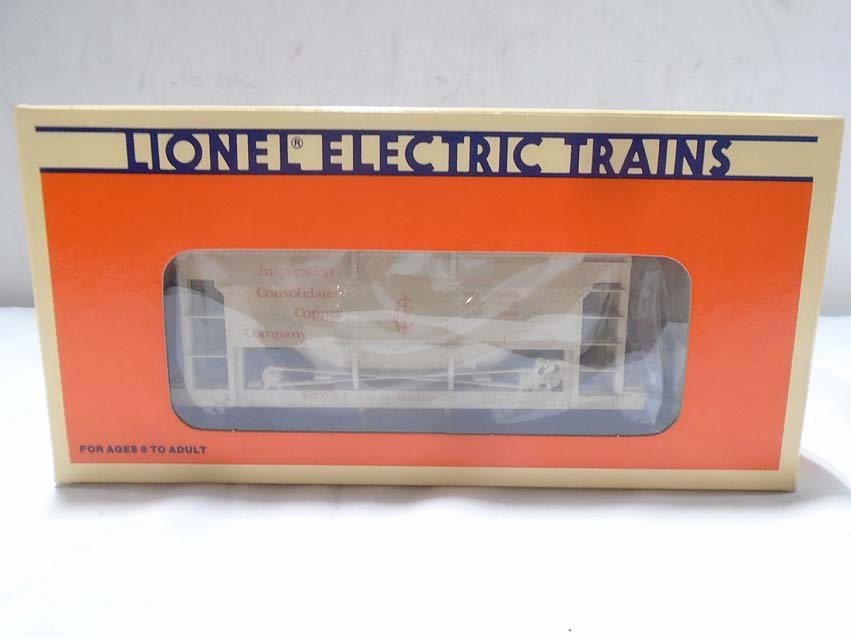 LIONEL® ELECTRIC TRAINS
Inspiration
Consolidated
Copper
Company
FOR AGES 8 TO ADULT